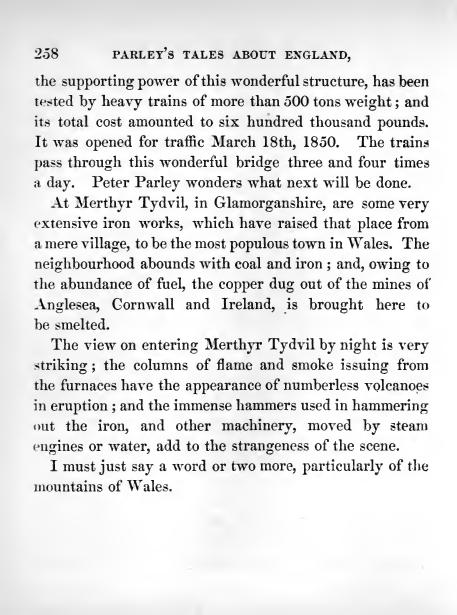 258 PARLEY'S TALES ABOUT ENGLAND,
the supporting power of this wonderful structure, has been
tested by heavy trains of more than 500 tons weight; and
its total cost amounted to six hundred thousand pounds.
It was opened for traffic March 18th, 1850. The trains
pass through this wonderful bridge three and four times
a day. Peter Parley wonders what next will be done.
At Merthyr Tydvil, in Glamorganshire, are some very
extensive iron works, which have raised that place from
a mere village, to be the most populous town in Wales. The
neighbourhood abounds with coal and iron; and, owing to
the abundance of fuel, the copper dug out of the mines of
Anglesea, Cornwall and Ireland, is brought here to
be smelted.
The view on entering Merthyr Tydvil by night is very
striking; the columns of flame and smoke issuing from
the furnaces have the appearance of numberless volcanoes
in eruption; and the immense hammers used in hammering
out the iron, and other machinery, moved by steam
engines or water, add to the strangeness of the scene.
I must just say a word or two more, particularly of the
mountains of Wales.